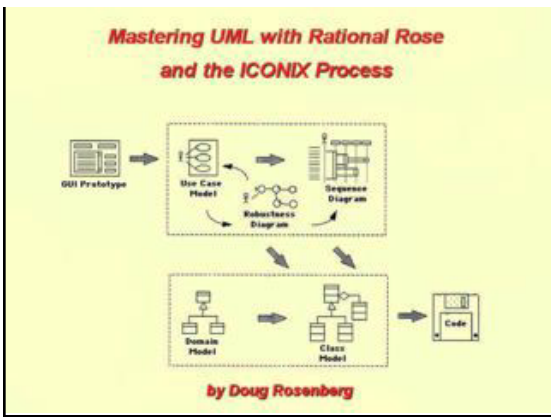 Mastering UML with Rational Rose
and the ICONIX Process
GUI Prototype
Use Case
Model
Sequence
Diagram
Robustness
Diagram
Domain
Model
Class
Model
Code
by Doug Rosenberg